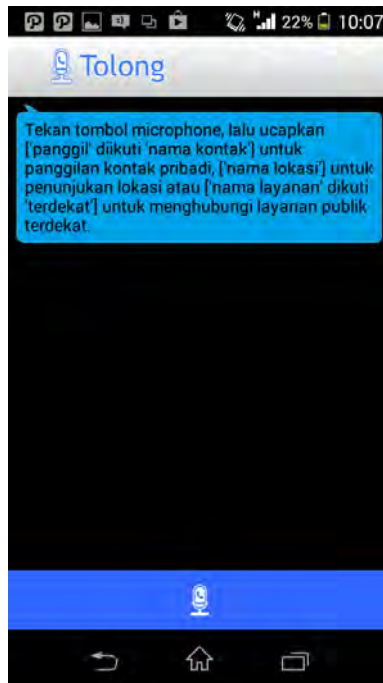 22% 10:07
Tolong
Tekan tombol microphone, lalu ucapkan
['panggil' diikuti 'nama kontak'] untuk
panggilan kontak pribadi, ['nama lokasi'] untuk
penunjukan lokasi atau ['nama layanan' dikuti
'terdekat'] untuk menghubungi layanan publik
terdekat.